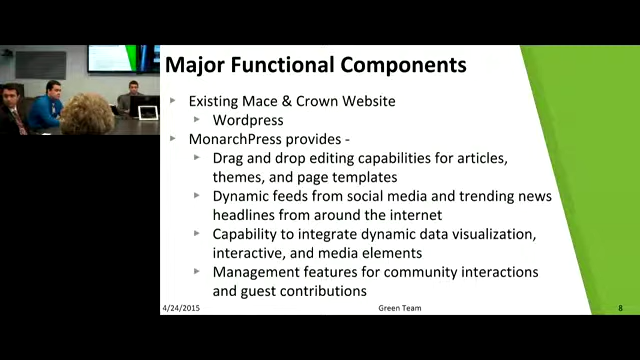 Major Functional Components
Existing Mace & Crown Website
Wordpress
MonarchPress provides -
Drag and drop editing capabilities for articles,
themes, and page templates
Dynamic feeds from social media and trending news
headlines from around the internet
Capability to integrate dynamic data visualization,
interactive, and media elements
Management features for community interactions
and guest contributions
4/24/2015
Green Team
8